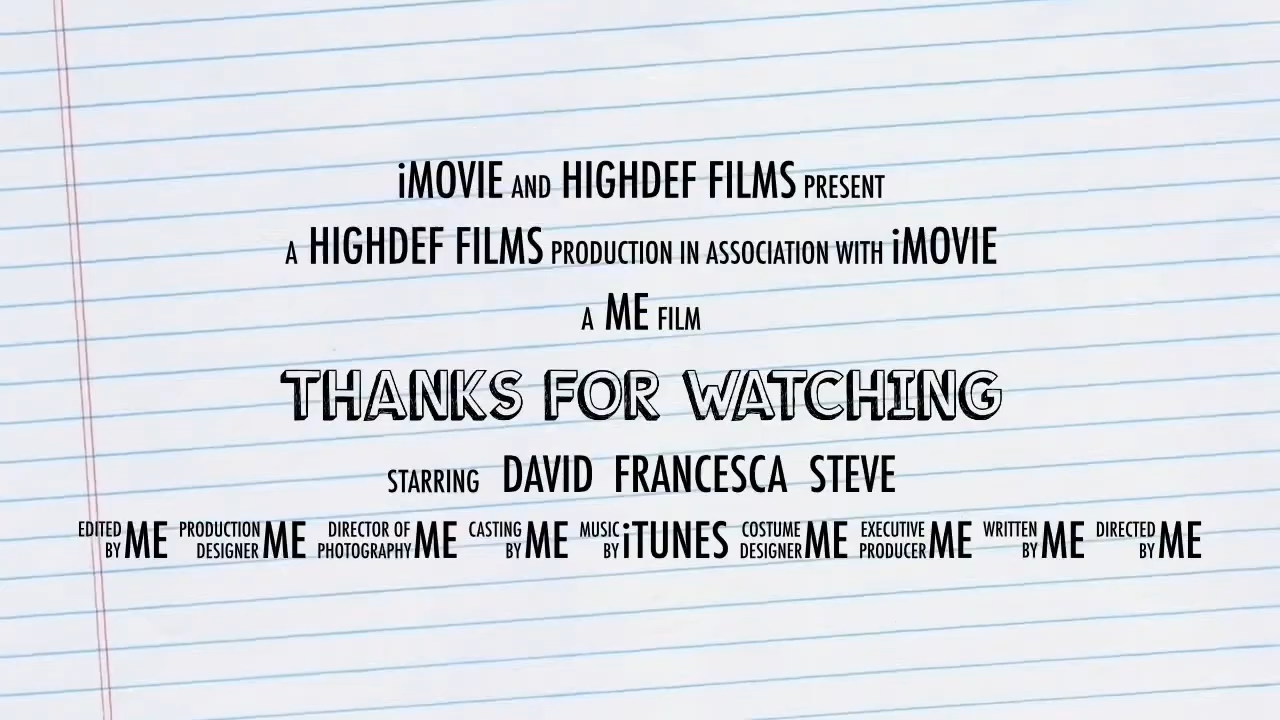 iMOVIE AND HIGHDEF FILMS PRESENT
A HIGHDEF FILMS PRODUCTION IN ASSOCIATION WITH iMOVIE
A ME FILM
THANKS FOR WATCHING
STARRING DAVID FRANCESCA STEVE
EDITED BY ME PRODUCTION DESIGNER ME DIRECTOR OF PHOTOGRAPHY ME CASTING BY ME MUSIC BY iTUNES COSTUME DESIGNER ME EXECUTIVE PRODUCER ME WRITTEN BY ME DIRECTED BY ME